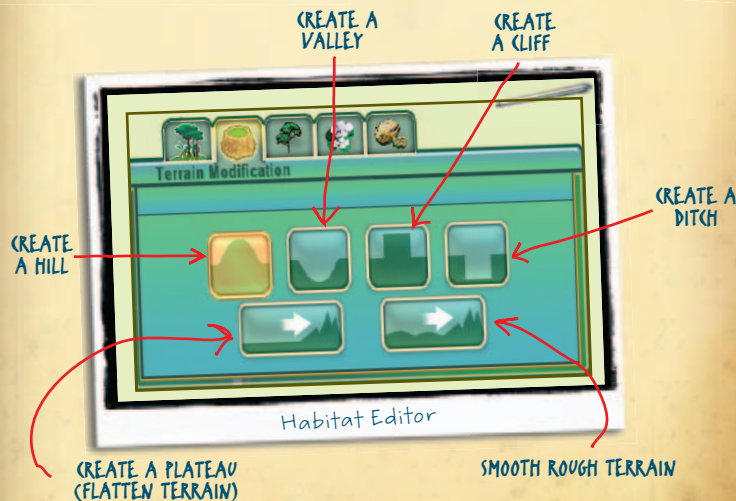 CREATE A
VALLEY
CREATE
A CLIFF
Terrain Modification
CREATE A
DITCH
CREATE
A HILL
Habitat Editor
CREATE A PLATEAU
(FLATTEN TERRAIN)
SMOOTH ROUGH TERRAIN